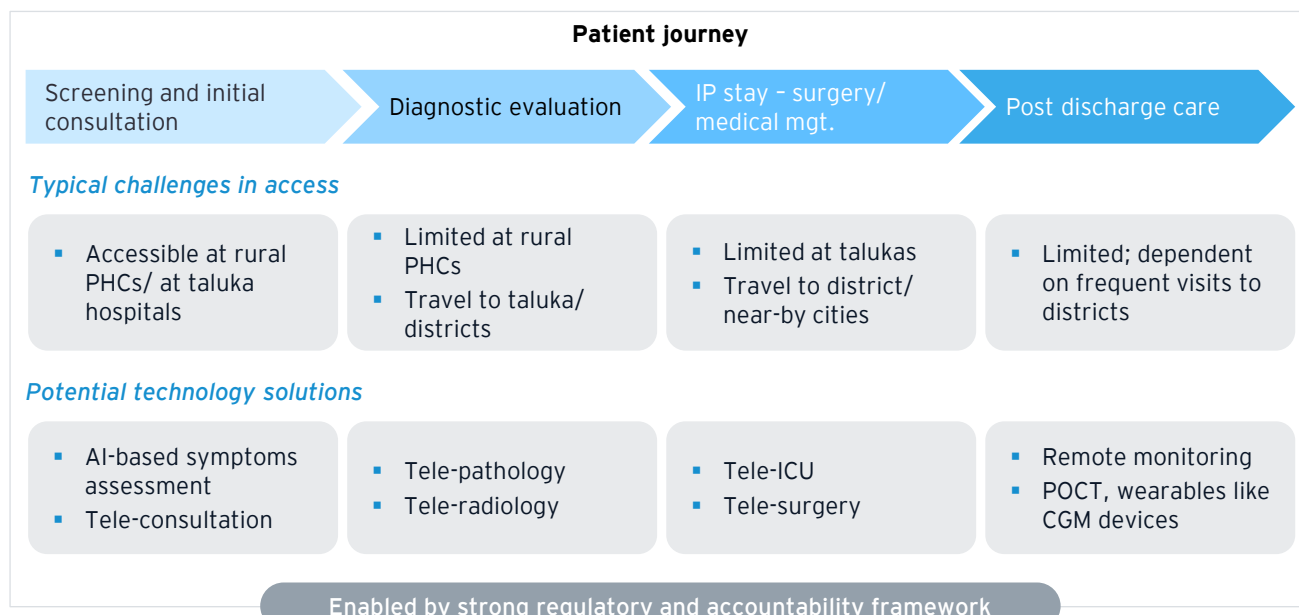 Patient journey
Screening and initial
consultation
Diagnostic evaluation
IP stay – surgery/
medical mgt.
Post discharge care
Typical challenges in access
▪ Accessible at rural
PHCs/ at taluka
hospitals
▪ Limited at rural
PHCs
▪ Travel to taluka/
districts
▪ Limited at talukas
▪ Travel to district/
near-by cities
▪ Limited; dependent
on frequent visits to
districts
Potential technology solutions
▪ AI-based symptoms
assessment
▪ Tele-consultation
▪ Tele-pathology
▪ Tele-radiology
▪ Tele-ICU
▪ Tele-surgery
▪ Remote monitoring
▪ POCT, wearables like
CGM devices
Enabled by strong regulatory and accountability framework